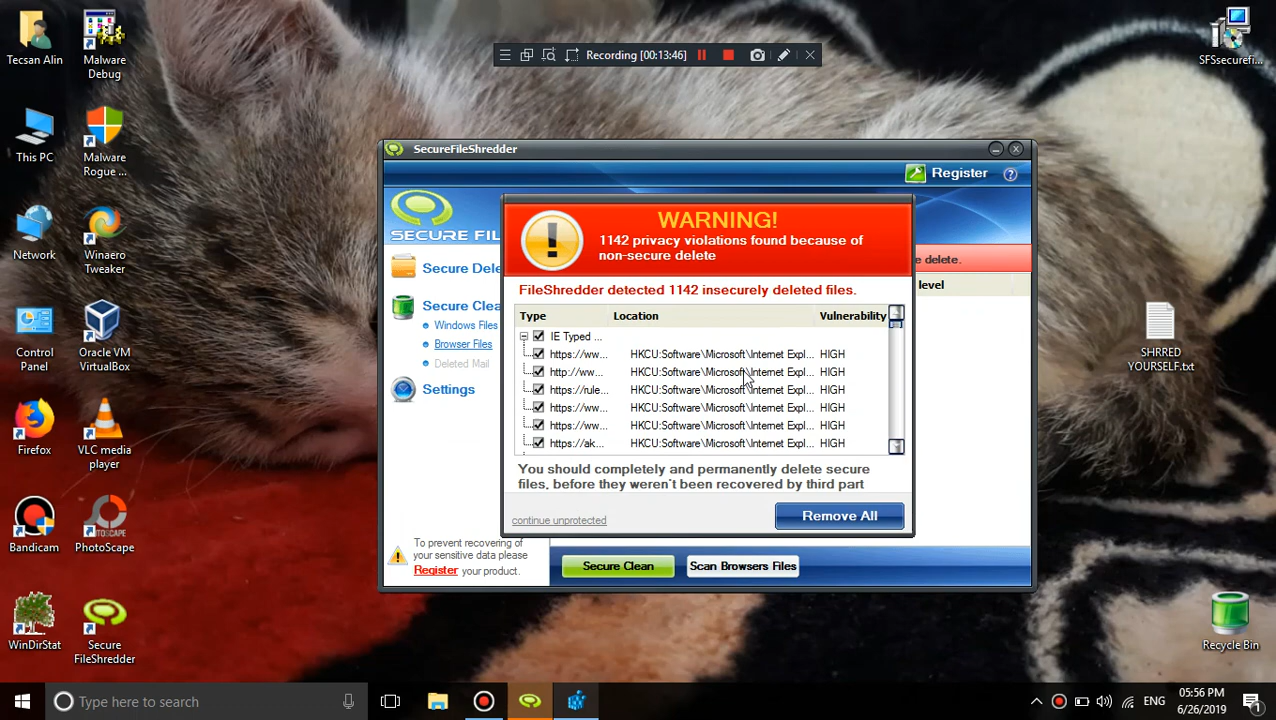 Tecsan Alin
Malware
Debug
This PC
Malware
Rogue ...
Network
Winaero
Tweaker
Control
Panel
Oracle VM
VirtualBox
Firefox
VLC media
player
Bandicam
PhotoScape
WinDirStat
Secure
FileShredder
Recording [00:13:46]
SFSsecurefi...
SHRRED
YOURSELF.txt
Recycle Bin
SecureFileShredder
Register
?
SECURE FIL
Secure Dele
Secure Clea
Windows Files
Browser Files
Deleted Mail
Settings
To prevent recovering of
your sensitive data please
Register your product.
e delete.
level
WARNING!
1142 privacy violations found because of
non-secure delete
FileShredder detected 1142 insecurely deleted files.
Type Location Vulnerability
IE Typed ...
https://ww... HKCU:Software\Microsoft\Internet Expl... HIGH
http://ww... HKCU:Software\Microsoft\Internet Expl... HIGH
https://rule... HKCU:Software\Microsoft\Internet Expl... HIGH
https://ww... HKCU:Software\Microsoft\Internet Expl... HIGH
https://ww... HKCU:Software\Microsoft\Internet Expl... HIGH
https://ak... HKCU:Software\Microsoft\Internet Expl... HIGH
You should completely and permanently delete secure
files, before they weren't been recovered by third part
continue unprotected
Remove All
Secure Clean
Scan Browsers Files
Type here to search
ENG
05:56 PM
6/26/2019
1